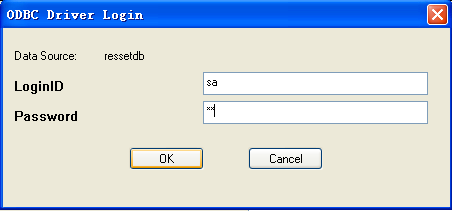 ODBC Driver Login
Data Source: ressetdb
LoginID sa
Password **
OK Cancel